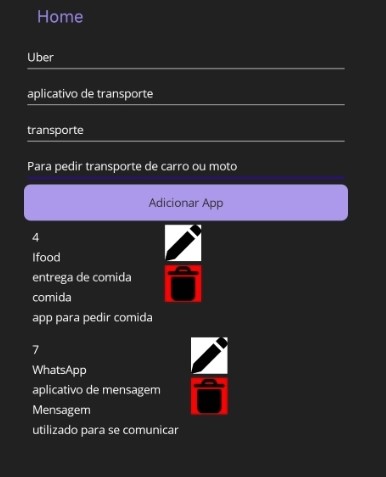 Home
Uber
aplicativo de transporte
transporte
Para pedir transporte de carro ou moto
Adicionar App
4
Ifood
entrega de comida
comida
app para pedir comida
7
WhatsApp
aplicativo de mensagem
Mensagem
utilizado para se comunicar